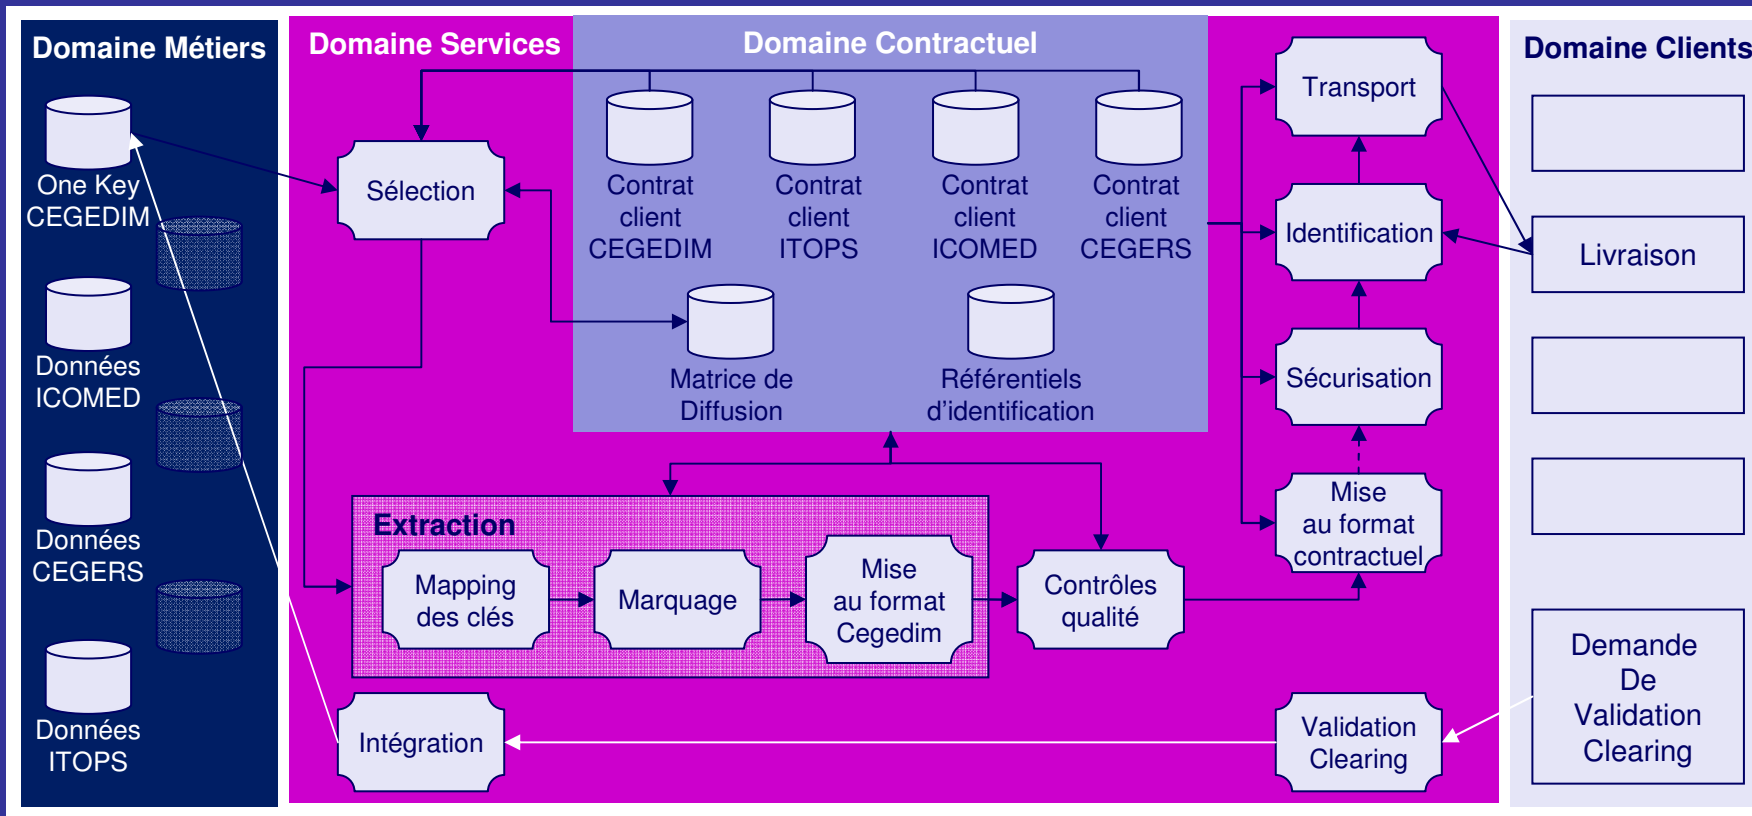 Domaine Métiers
One Key
CEGEDIM
Données
ICOMED
Données
CEGERS
Données
ITOPS
Domaine Services
Sélection
Domaine Contractuel
Contrat
client
CEGEDIM
Contrat
client
ITOPS
Contrat
client
ICOMED
Contrat
client
CEGERS
Matrice de
Diffusion
Référentiels
d’identification
Extraction
Mapping
des clés
Marquage
Mise
au format
Cegedim
Contrôles
qualité
Intégration
Transport
Identification
Sécurisation
Mise
au format
contractuel
Validation
Clearing
Domaine Clients
Livraison
Demande
De
Validation
Clearing